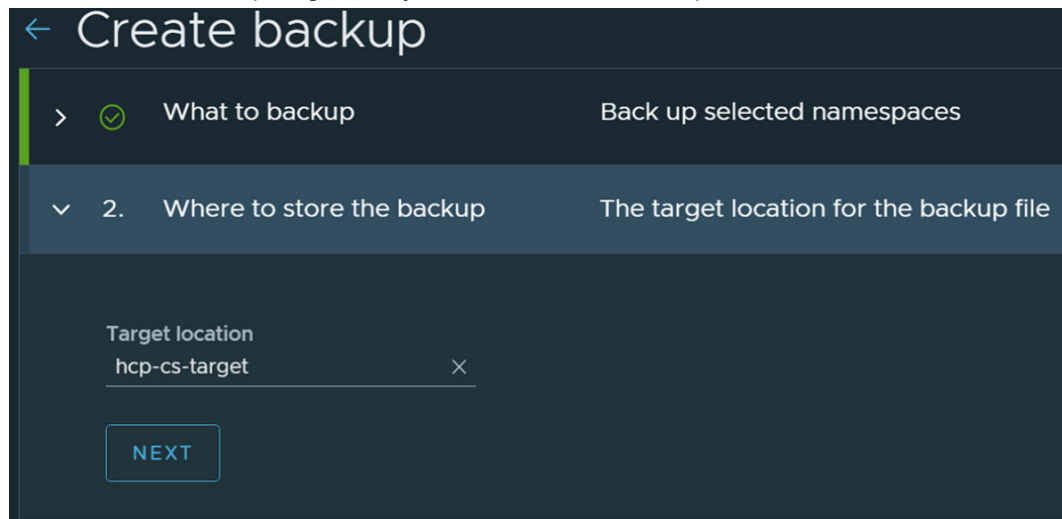 Create backup
What to backup Back up selected namespaces
2. Where to store the backup The target location for the backup file
Target location
hcp-cs-target
NEXT